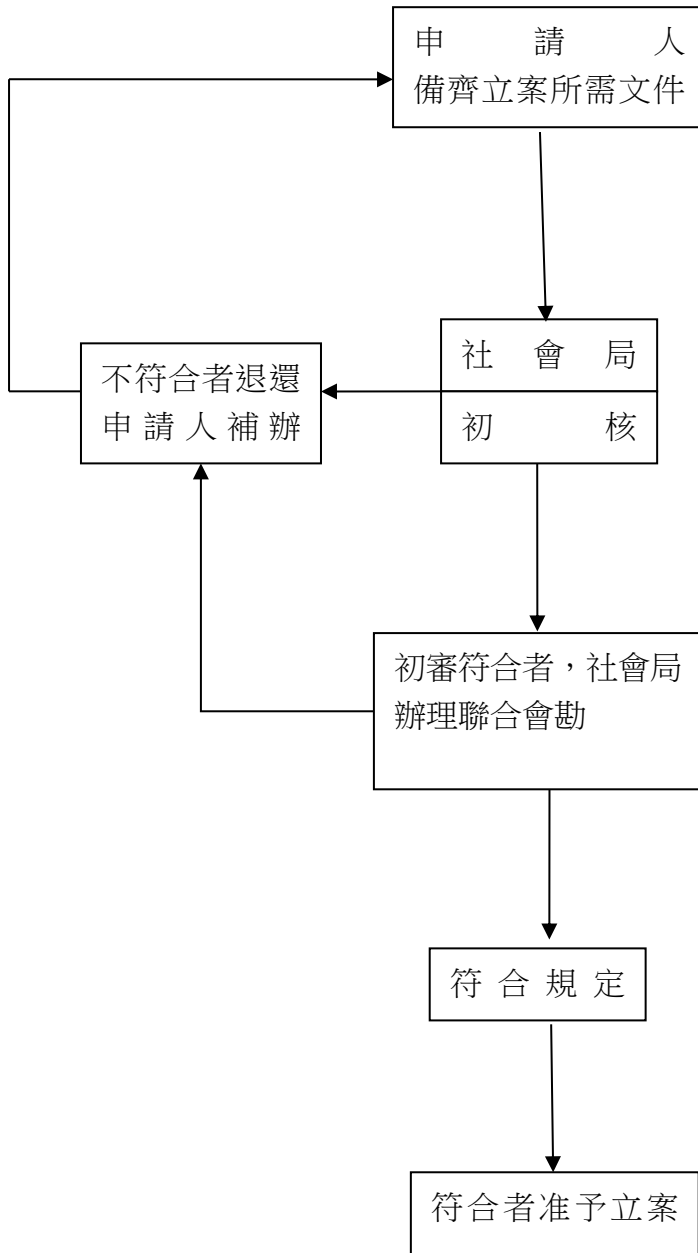 申請人
備齊立案所需文件
社會局
初核
不符合者退還
申請人補辦
初審符合者，社會局
辦理聯合會勘
符合規定
符合者准予立案